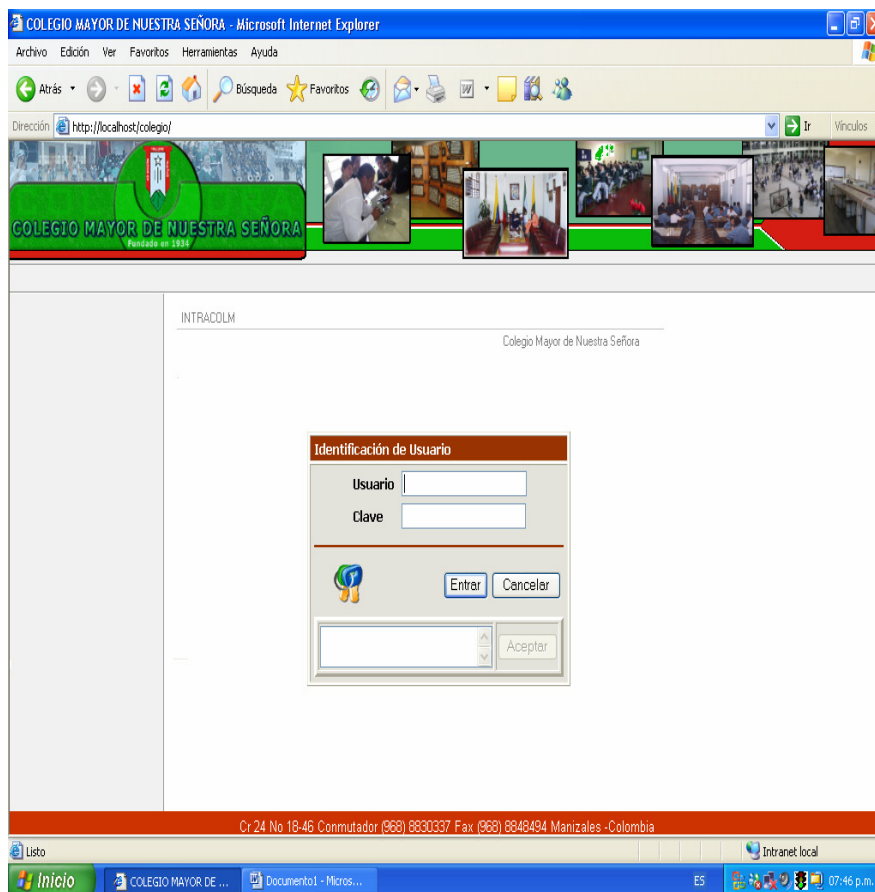 COLEGIO MAYOR DE NUESTRA SEÑORA - Microsoft Internet Explorer
Archivo Edición Ver Favoritos Herramientas Ayuda
Atrás Búsqueda Favoritos
Dirección http://localhost/colegio/ Ir Vínculos
COLEGIO MAYOR DE NUESTRA SEÑORA
Fundado en 1934
INTRACOLM
Colegio Mayor de Nuestra Señora
Identificación de Usuario
Usuario
Clave
Entrar Cancelar
Aceptar
Cr 24 No 18-46 Conmutador (968) 8830337 Fax (968) 8848494 Manizales -Colombia
Listo Intranet local
Inicio COLEGIO MAYOR DE ... Documento1 - Micros... ES 07:46 p.m.